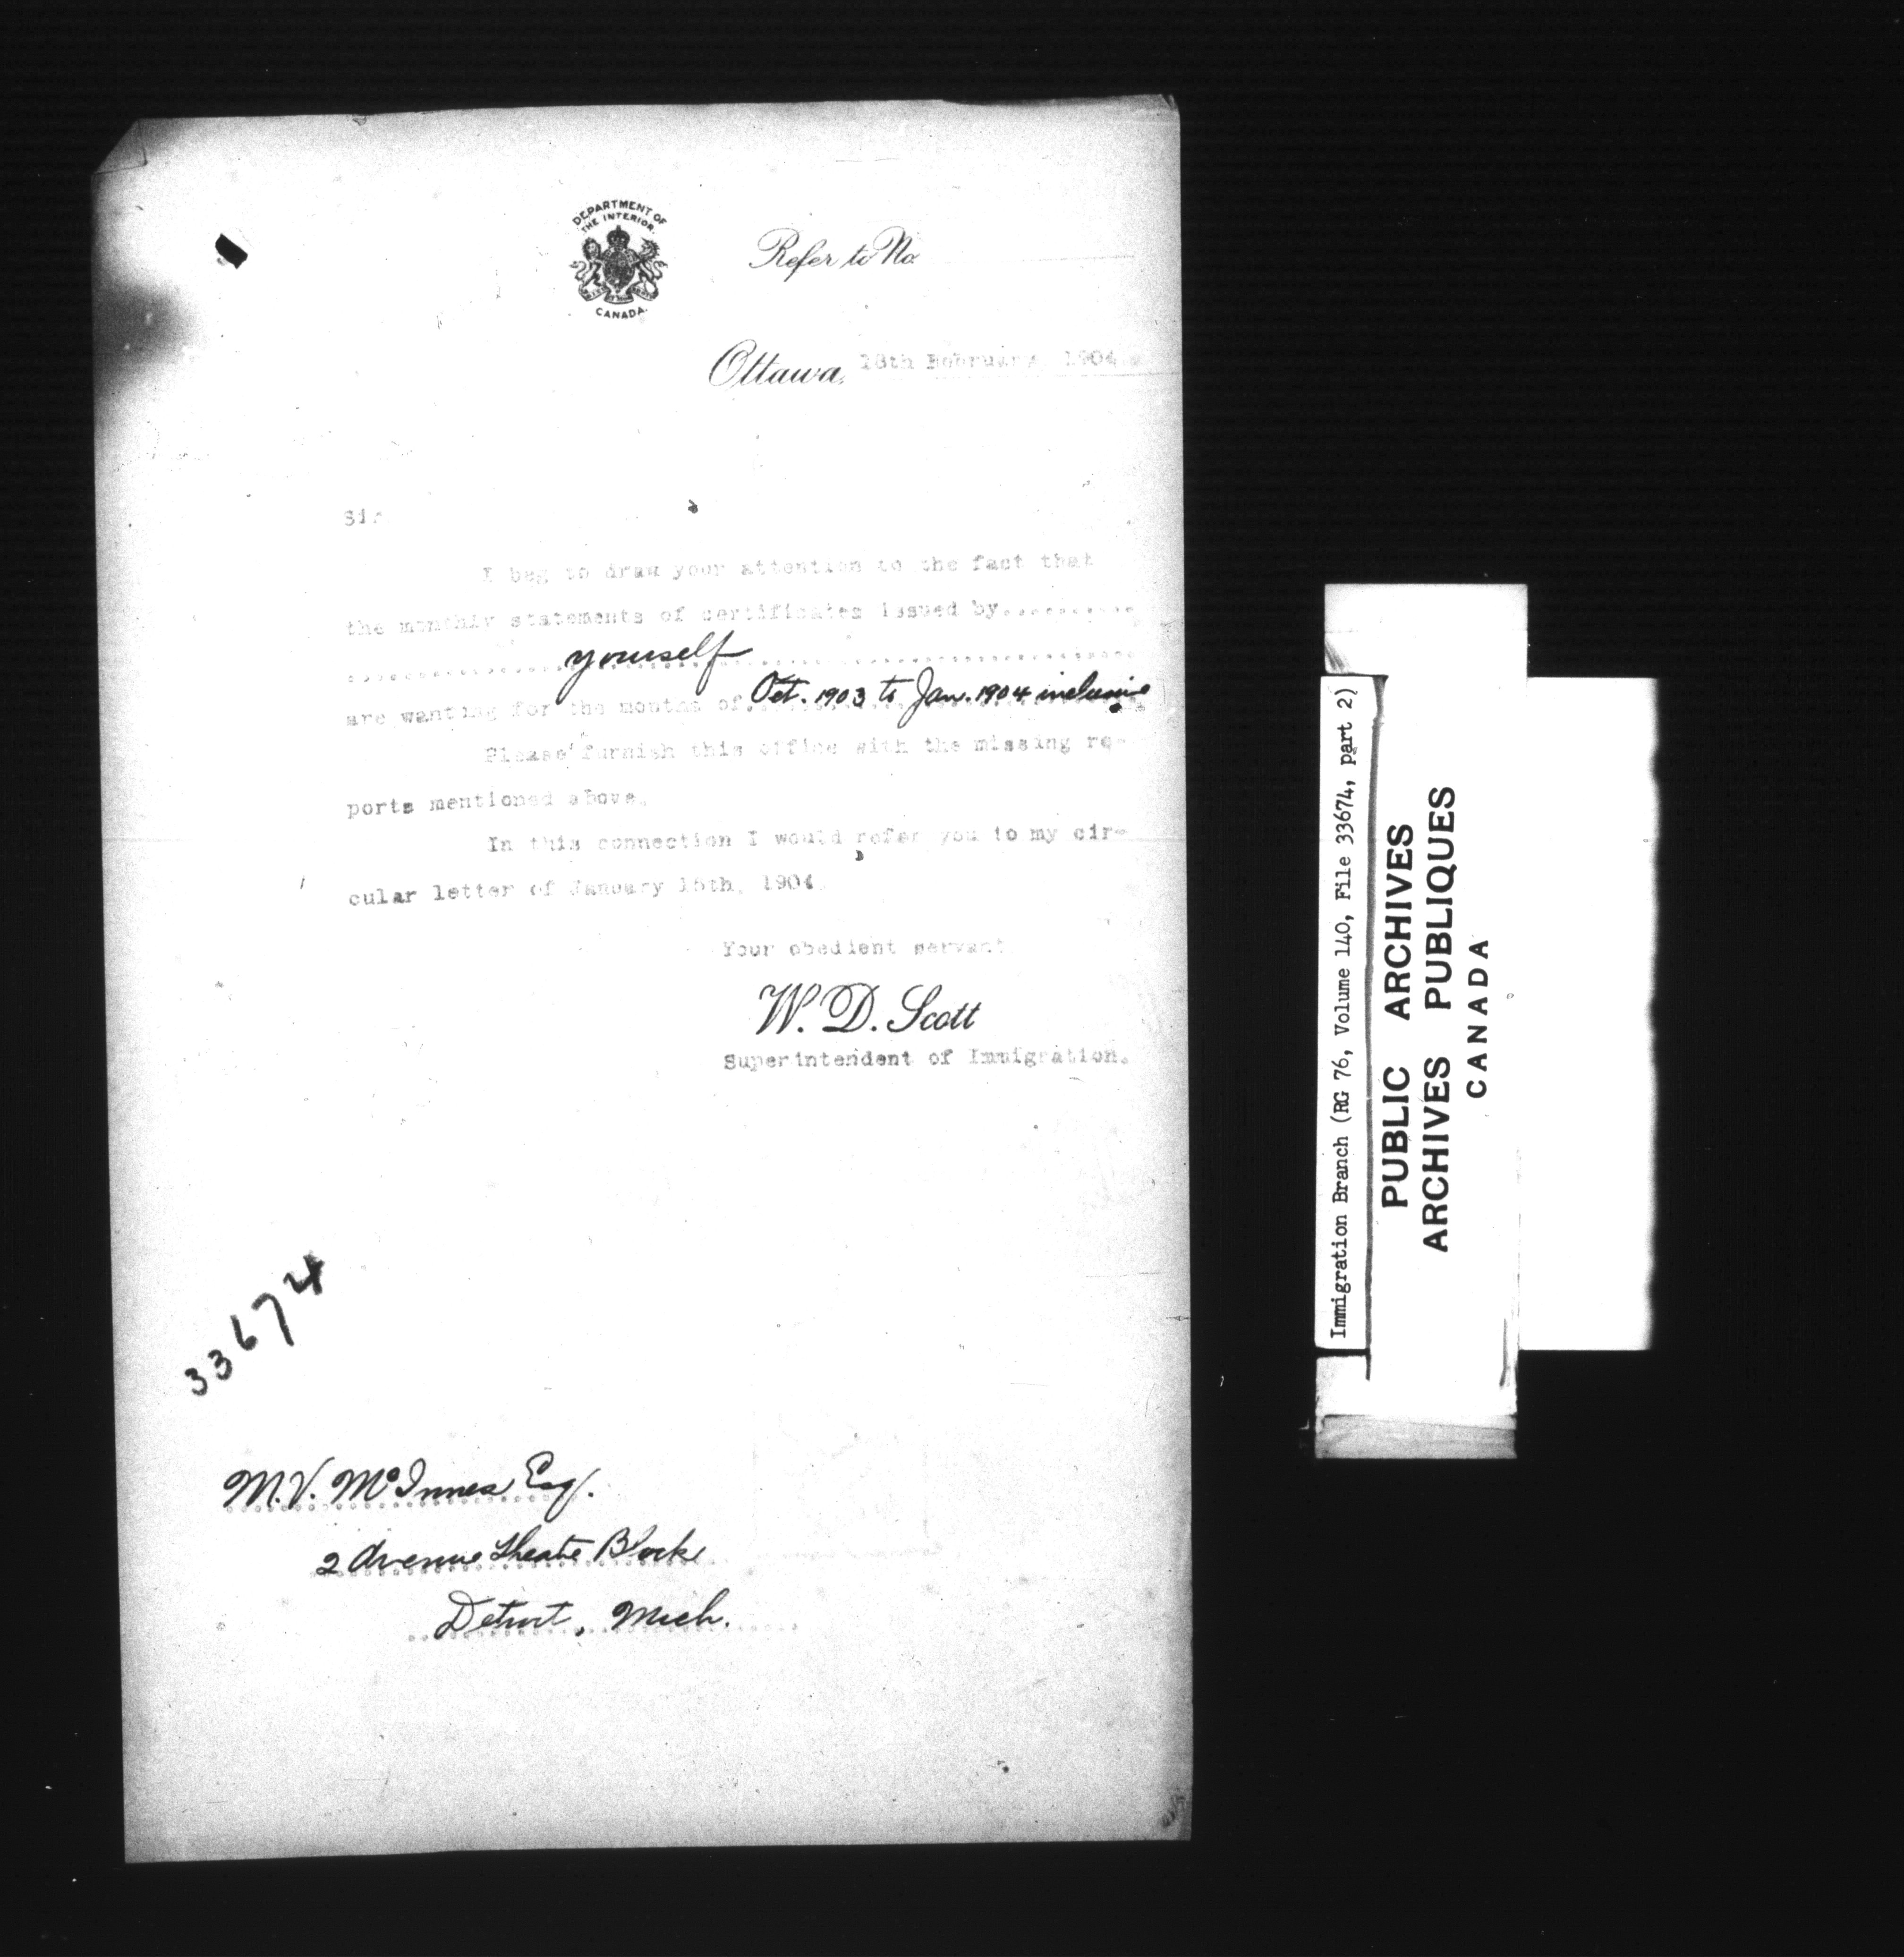 DEPARTMENT OF
THE INTERIOR.
CANADA.
Refer to No.
Ottawa, 18th February 1904.
Sir
I beg to draw your attention to the fact that
the monthly statements of certificates issued by...........
yourself
are wanting for the months of. Oct. 1903 to Jan. 1904 inclusive
Please furnish this office with the missing re-
ports mentioned above.
In this connection I would refer you to my cir-
cular letter of January 15th, 1904.
Your obedient servant
W. D. Scott
Superintendent of Immigration.
33674
M. V. McInnes Esq.
2 Avenue Theatre Block
Detroit, Mich.
Immigration Branch (RG 76, Volume 140, File 33674, part 2)
PUBLIC ARCHIVES
ARCHIVES PUBLIQUES
CANADA